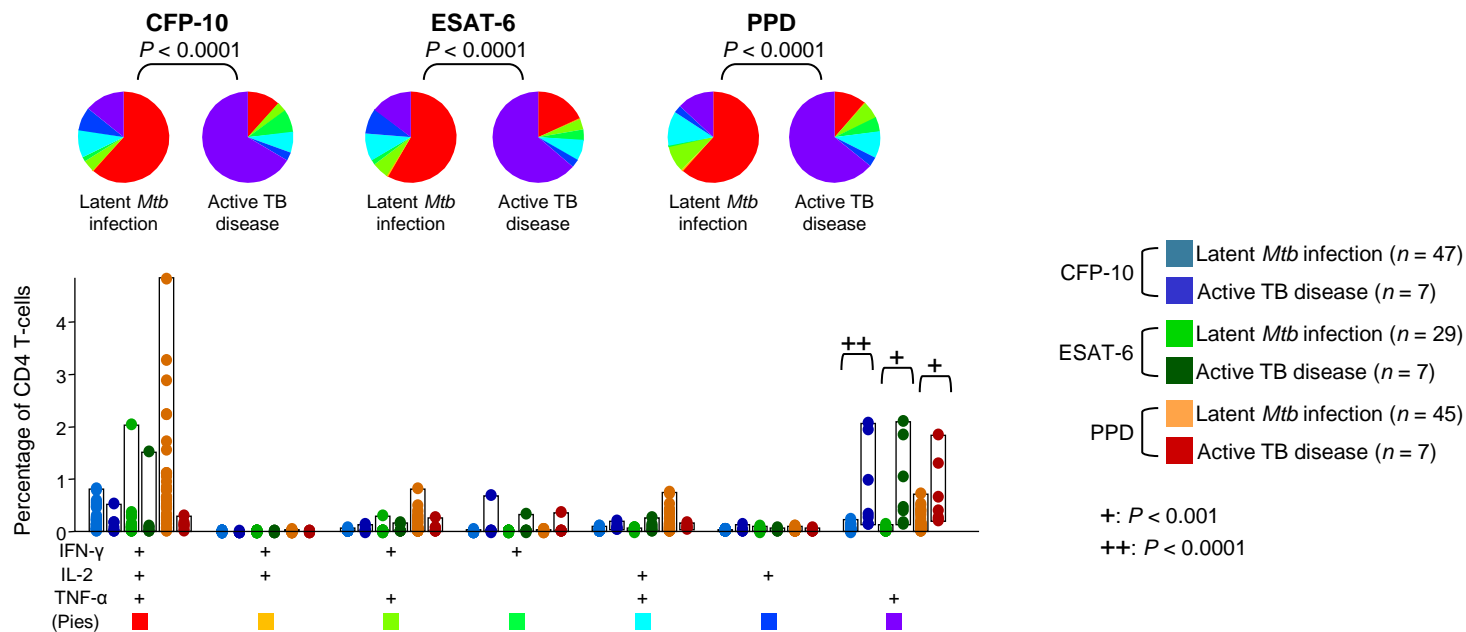 CFP-10
P < 0.0001
ESAT-6
P < 0.0001
PPD
P < 0.0001
Latent Mtb
infection
Active TB
disease
Latent Mtb
infection
Active TB
disease
Latent Mtb
infection
Active TB
disease
Percentage of CD4 T-cells
4
3
2
1
0
++
+
+
IFN-γ + + + +
IL-2 + + + +
TNF-α + + + +
(Pies)
CFP-10
Latent Mtb infection (n = 47)
Active TB disease (n = 7)
ESAT-6
Latent Mtb infection (n = 29)
Active TB disease (n = 7)
PPD
Latent Mtb infection (n = 45)
Active TB disease (n = 7)
+: P < 0.001
++: P < 0.0001